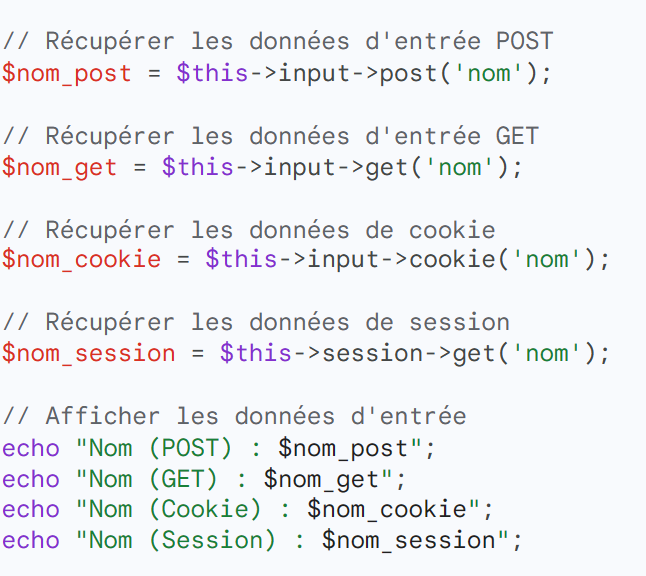 // Récupérer les données d'entrée POST
$nom_post = $this->input->post('nom');
// Récupérer les données d'entrée GET
$nom_get = $this->input->get('nom');
// Récupérer les données de cookie
$nom_cookie = $this->input->cookie('nom');
// Récupérer les données de session
$nom_session = $this->session->get('nom');
// Afficher les données d'entrée
echo "Nom (POST) : $nom_post";
echo "Nom (GET) : $nom_get";
echo "Nom (Cookie) : $nom_cookie";
echo "Nom (Session) : $nom_session";